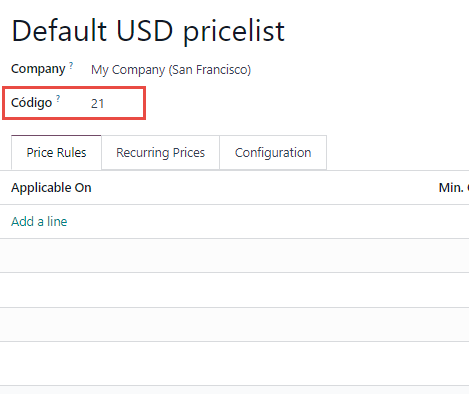 Default USD pricelist
Company ? My Company (San Francisco)
Código ? 21
Price Rules Recurring Prices Configuration
Applicable On Min.
Add a line